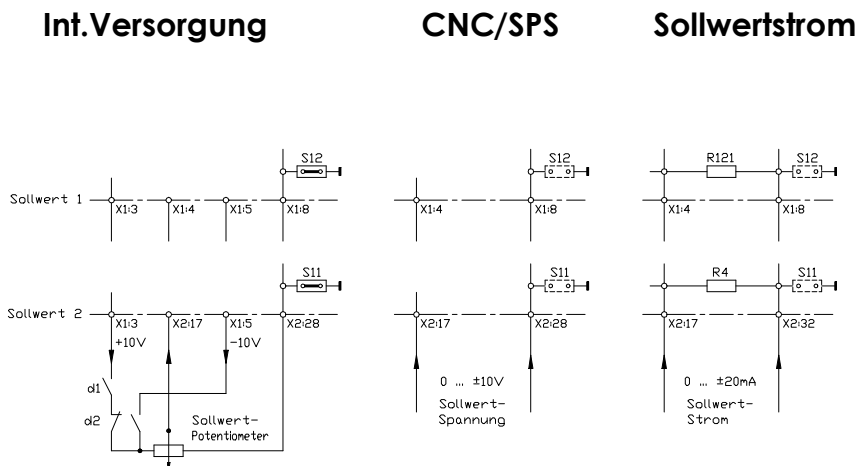 Int.Versorgung CNC/SPS Sollwertstrom
S12 S12 R121 S12
Sollwert 1
X1:3 X1:4 X1:5 X1:8 X1:4 X1:8 X1:4 X1:8
S11 S11 R4 S11
Sollwert 2
X1:3 X2:17 X1:5 X2:28 X2:17 X2:28 X2:17 X2:32
+10V -10V
d1 0 ... ±10V 0 ... ±20mA
d2 Sollwert- Sollwert- Sollwert-
Potentiometer Spannung Strom